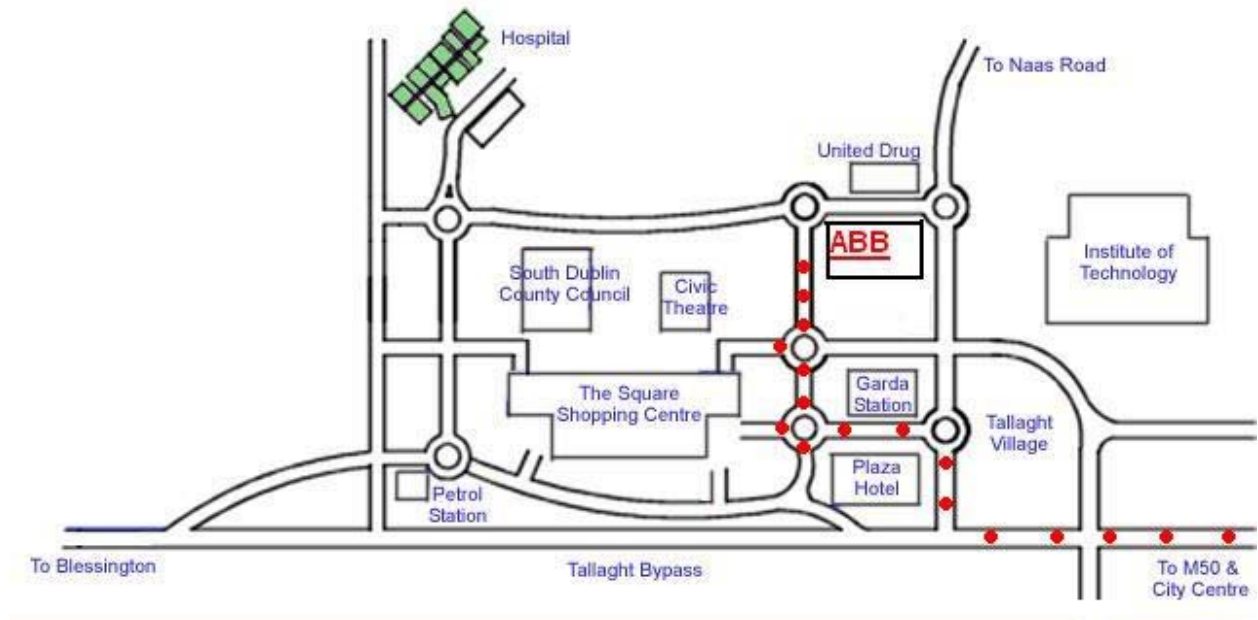 Hospital
To Naas Road
United Drug
ABB
Institute of
Technology
South Dublin
County Council
Civic
Theatre
The Square
Shopping Centre
Garda
Station
Tallaght
Village
Plaza
Hotel
Petrol
Station
To Blessington
Tallaght Bypass
To M50 &
City Centre